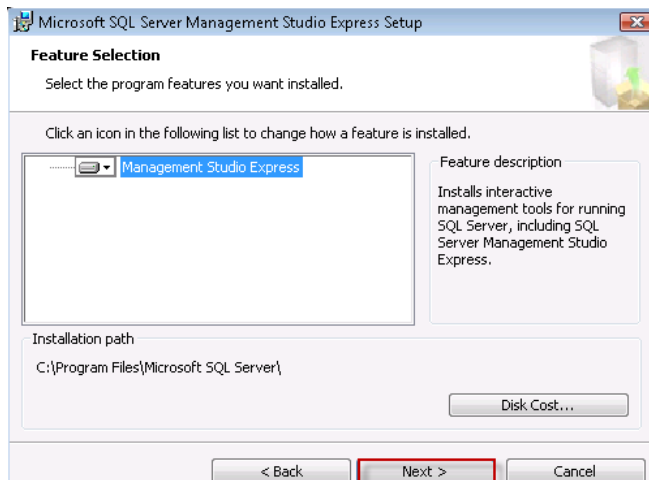 Microsoft SQL Server Management Studio Express Setup
Feature Selection
Select the program features you want installed.
Click an icon in the following list to change how a feature is installed.
Management Studio Express
Feature description
Installs interactive
management tools for running
SQL Server, including SQL
Server Management Studio
Express.
Installation path
C:\Program Files\Microsoft SQL Server\
Disk Cost...
< Back
Next >
Cancel